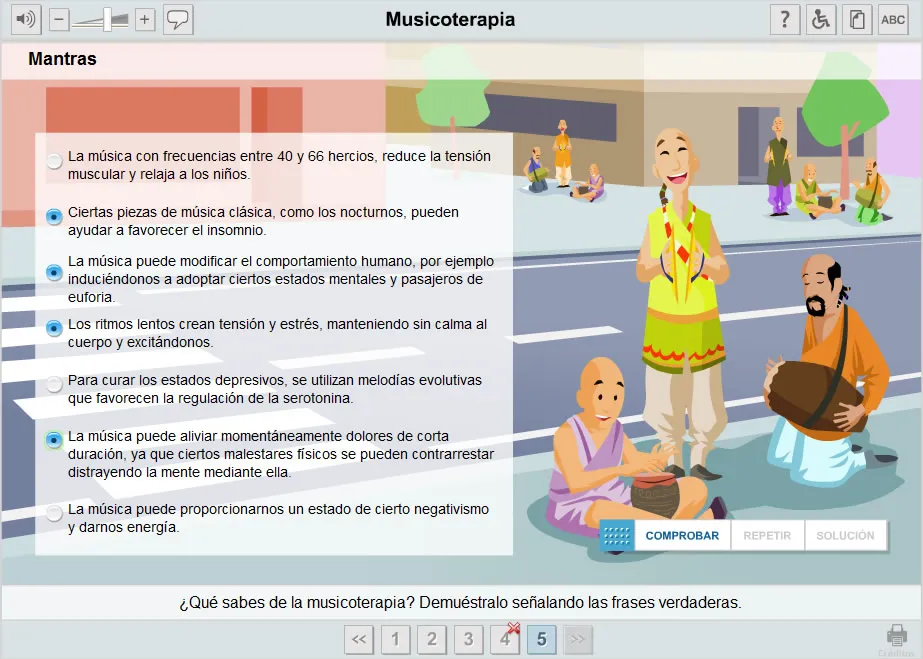 Musicoterapia
?
ABC
Mantras
La música con frecuencias entre 40 y 66 hercios, reduce la tensión
muscular y relaja a los niños.
Ciertas piezas de música clásica, como los nocturnos, pueden
ayudar a favorecer el insomnio.
La música puede modificar el comportamiento humano, por ejemplo
induciéndonos a adoptar ciertos estados mentales y pasajeros de
euforia.
Los ritmos lentos crean tensión y estrés, manteniendo sin calma al
cuerpo y excitándonos.
Para curar los estados depresivos, se utilizan melodías evolutivas
que favorecen la regulación de la serotonina.
La música puede aliviar momentáneamente dolores de corta
duración, ya que ciertos malestares físicos se pueden contrarrestar
distrayendo la mente mediante ella.
La música puede proporcionarnos un estado de cierto negativismo
y darnos energía.
COMPROBAR REPETIR SOLUCIÓN
¿Qué sabes de la musicoterapia? Demuéstralo señalando las frases verdaderas.
<< 1 2 3 4 5 >>
Créditos